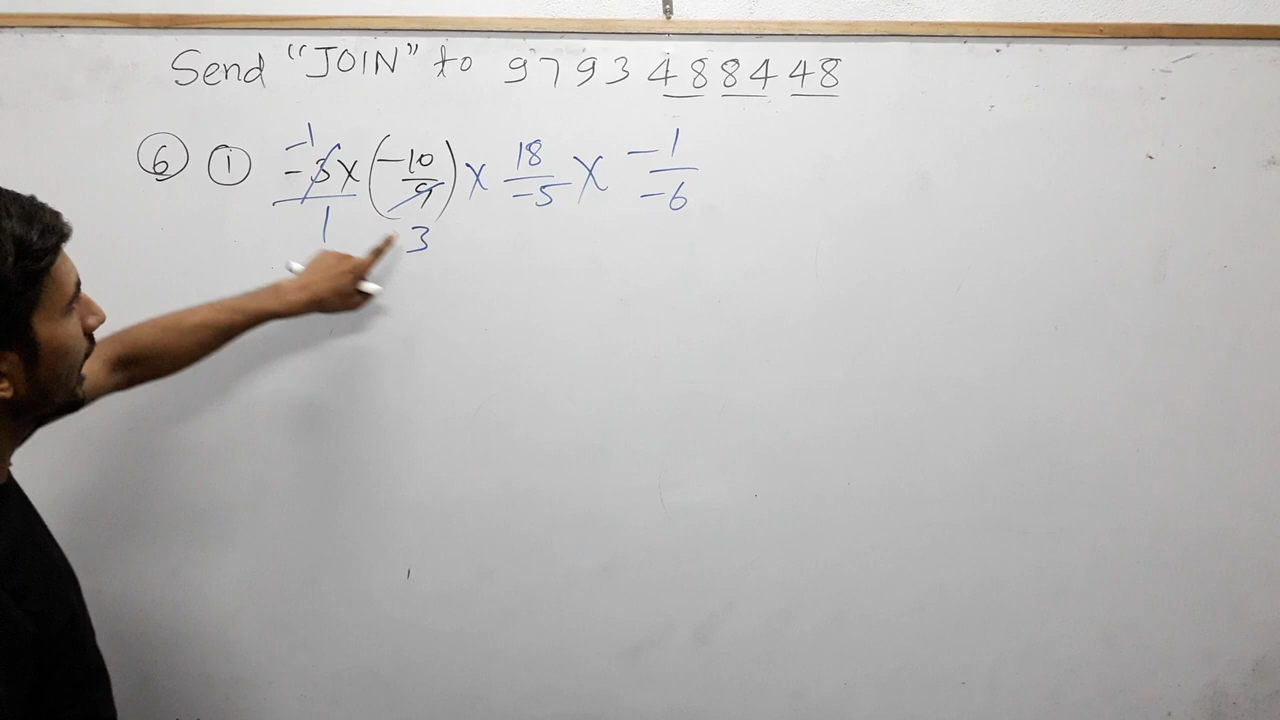 Send "JOIN" to 9793488448
⑥ ① -1
-3 × (-10/9) × 18/-5 × -1/-6
1 3